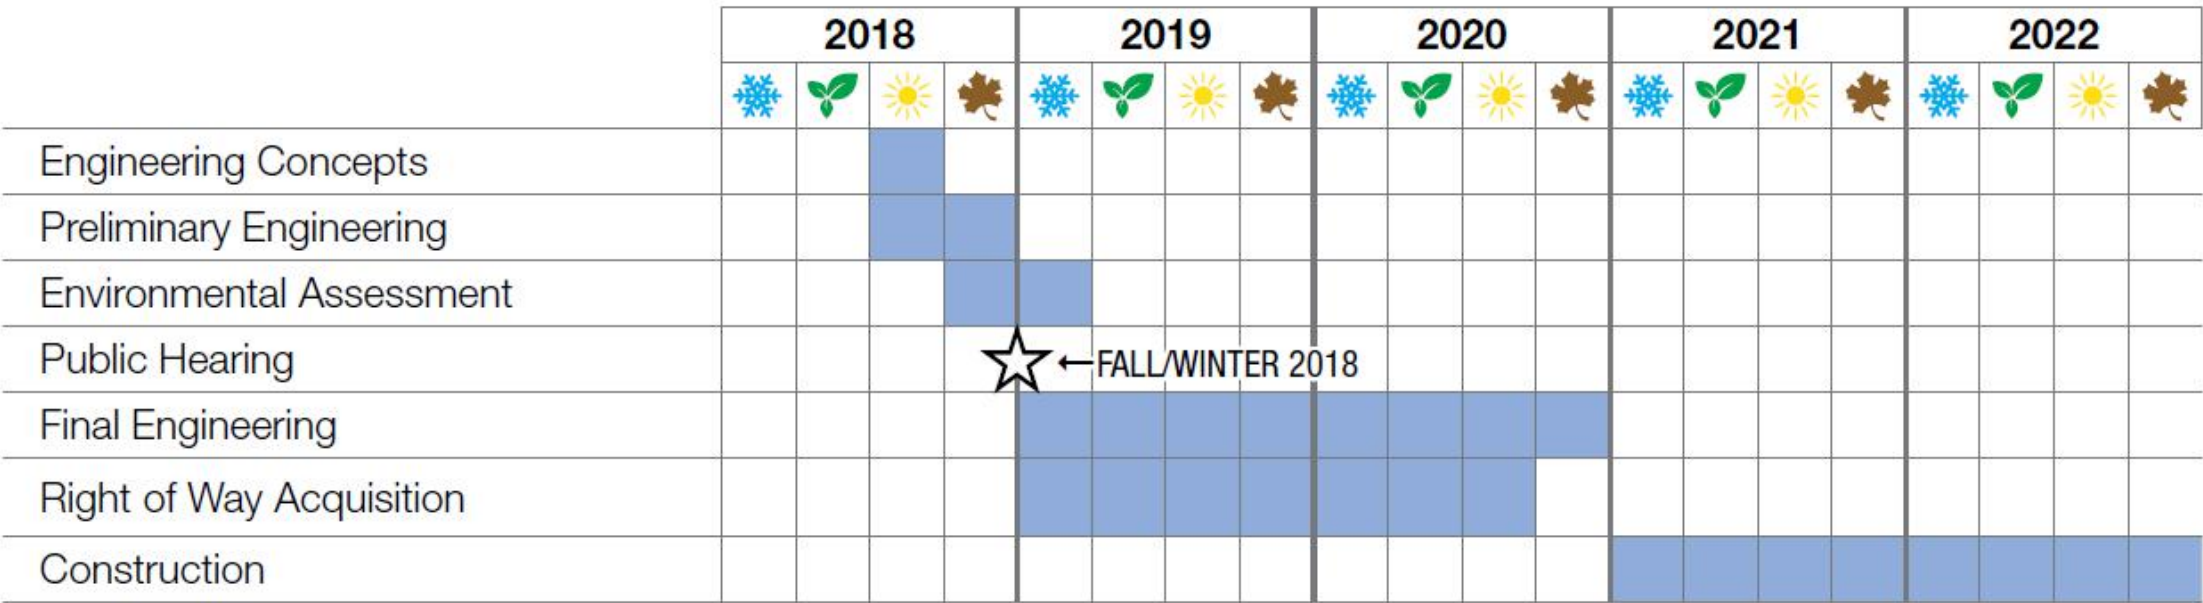 2018 2019 2020 2021 2022
Engineering Concepts
Preliminary Engineering
Environmental Assessment
Public Hearing
FALL/WINTER 2018
Final Engineering
Right of Way Acquisition
Construction